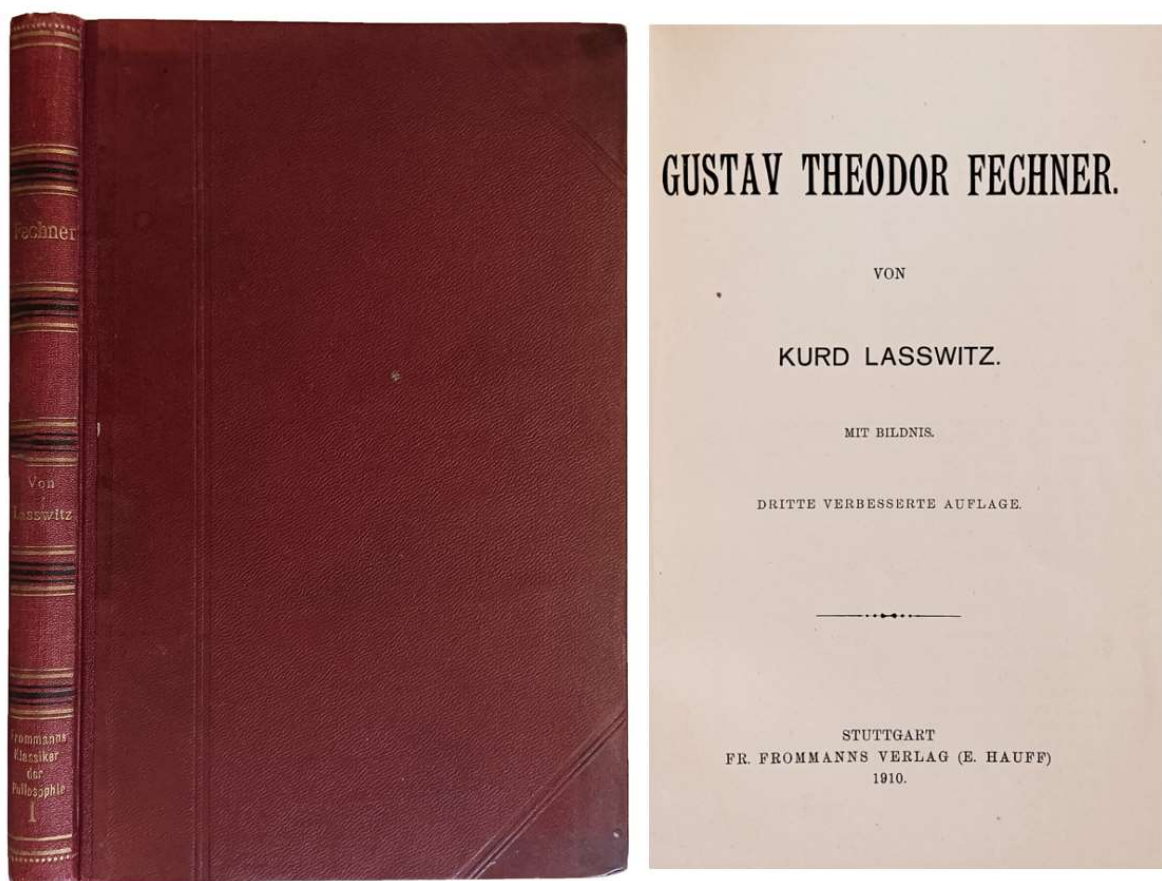 Fechner
Von
Lasswitz
Frommanns
Klassiker
der
Pilosophie
I
GUSTAV THEODOR FECHNER.
VON
KURD LASSWITZ.
MIT BILDNIS.
DRITTE VERBESSERTE AUFLAGE.
STUTTGART
FR. FROMMANNS VERLAG (E. HAUFF)
1910.